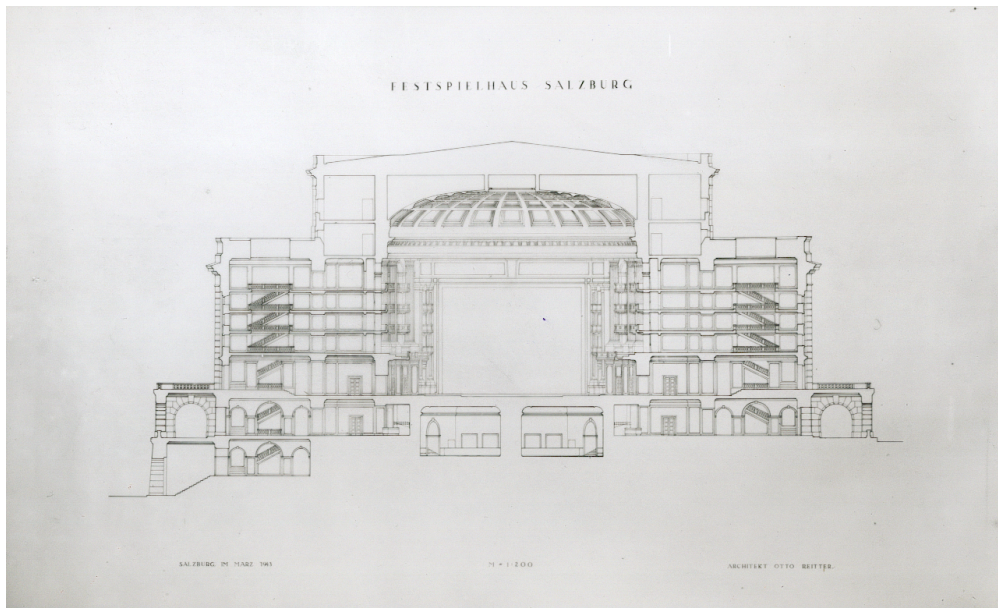 FESTSPIELHAUS SALZBURG
SALZBURG IM MÄRZ
M = 1:200
ARCHITEKT OTTO REITTER.